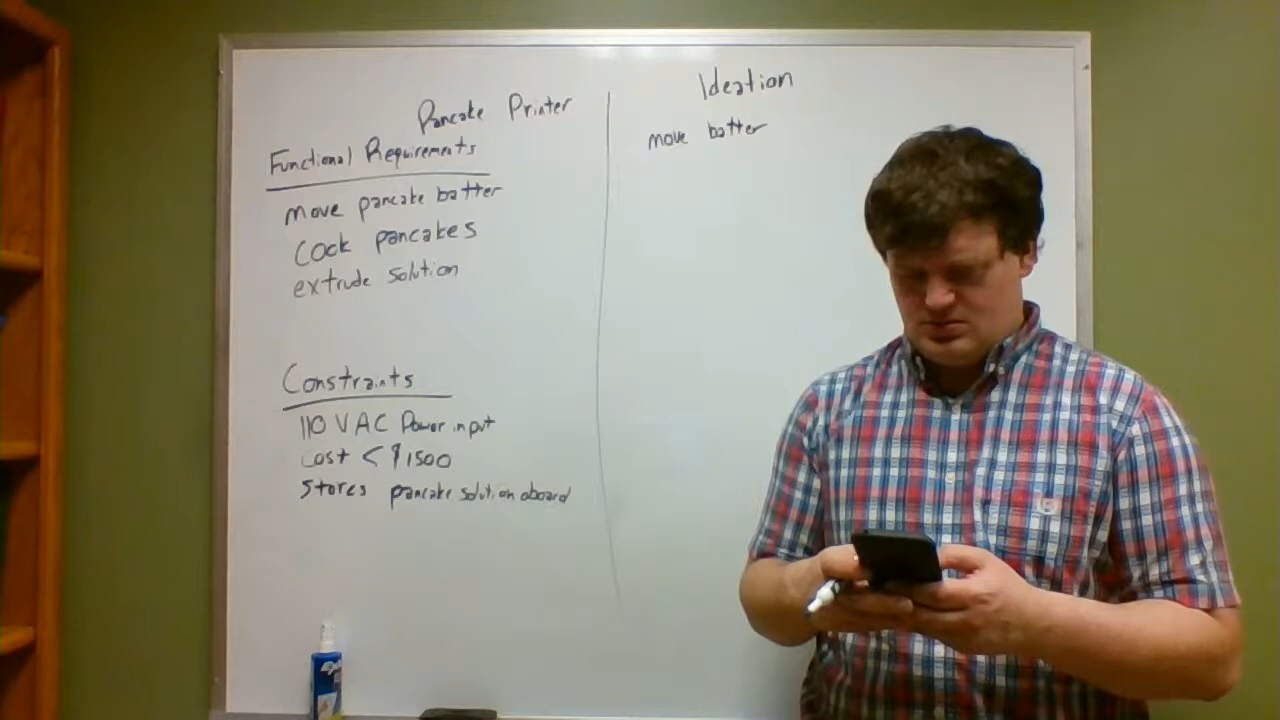 Pancake Printer
Functional Requirements
move pancake batter
Cook pancakes
extrude solution
Constraints
110 VAC Power input
Cost < $1500
Stores pancake solution aboard
Ideation
move batter